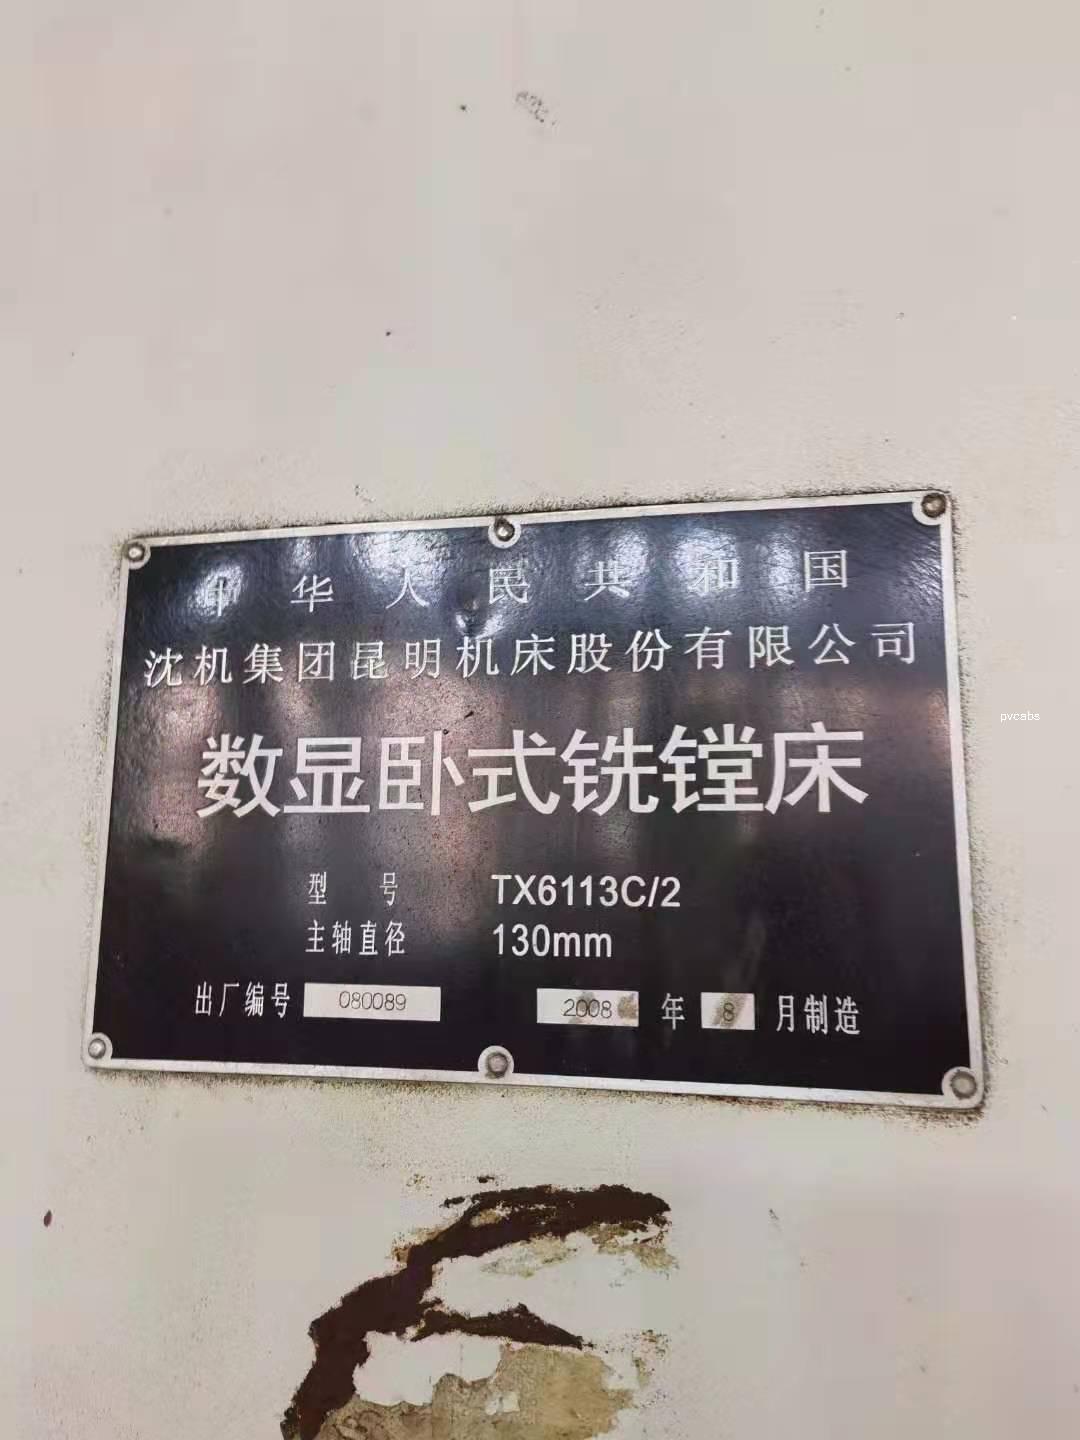 中华人民共和国
沈机集团昆明机床股份有限公司
数显卧式铣镗床
型号 TX6113C/2
主轴直径 130mm
出厂编号 080089 2008 年 8 月制造
pvcabs